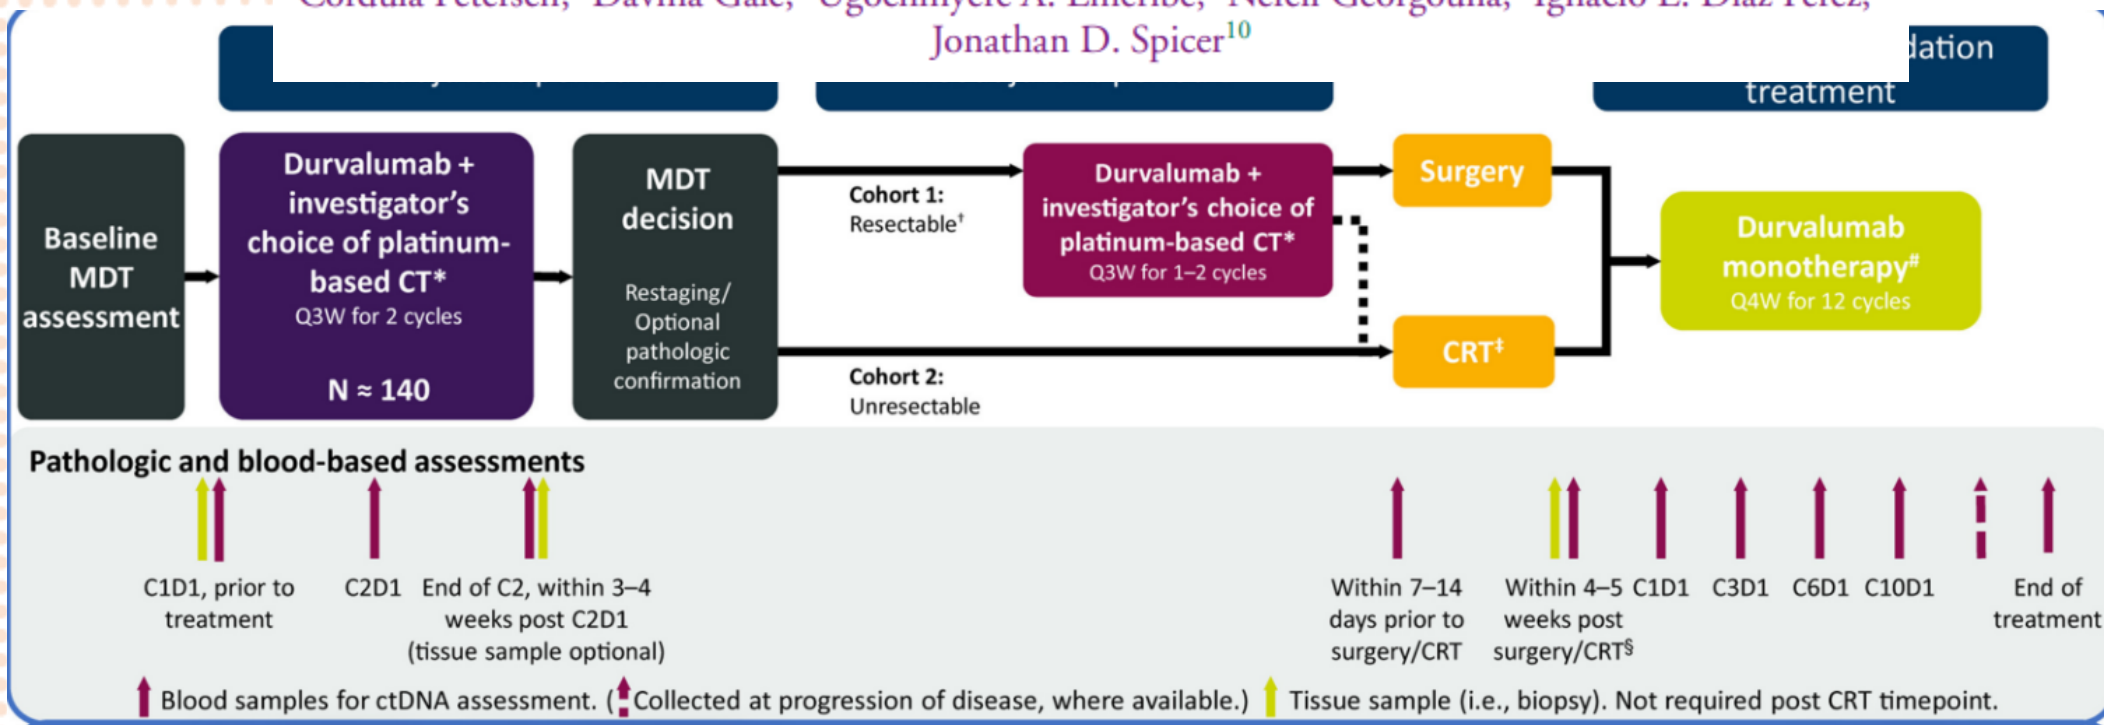 Jonathan D. Spicer10
dation
treatment
Baseline
MDT
assessment
Durvalumab +
investigator's
choice of platinum-
based CT*
Q3W for 2 cycles
N ≈ 140
MDT
decision
Restaging/
Optional
pathologic
confirmation
Cohort 1:
Resectable†
Cohort 2:
Unresectable
Durvalumab +
investigator's choice of
platinum-based CT*
Q3W for 1–2 cycles
Surgery
CRT‡
Durvalumab
monotherapy#
Q4W for 12 cycles
Pathologic and blood-based assessments
C1D1, prior to
treatment
C2D1
End of C2, within 3–4
weeks post C2D1
(tissue sample optional)
Within 7–14
days prior to
surgery/CRT
Within 4–5
weeks post
surgery/CRT§
C1D1
C3D1
C6D1
C10D1
End of
treatment
Blood samples for ctDNA assessment. ( Collected at progression of disease, where available.) Tissue sample (i.e., biopsy). Not required post CRT timepoint.